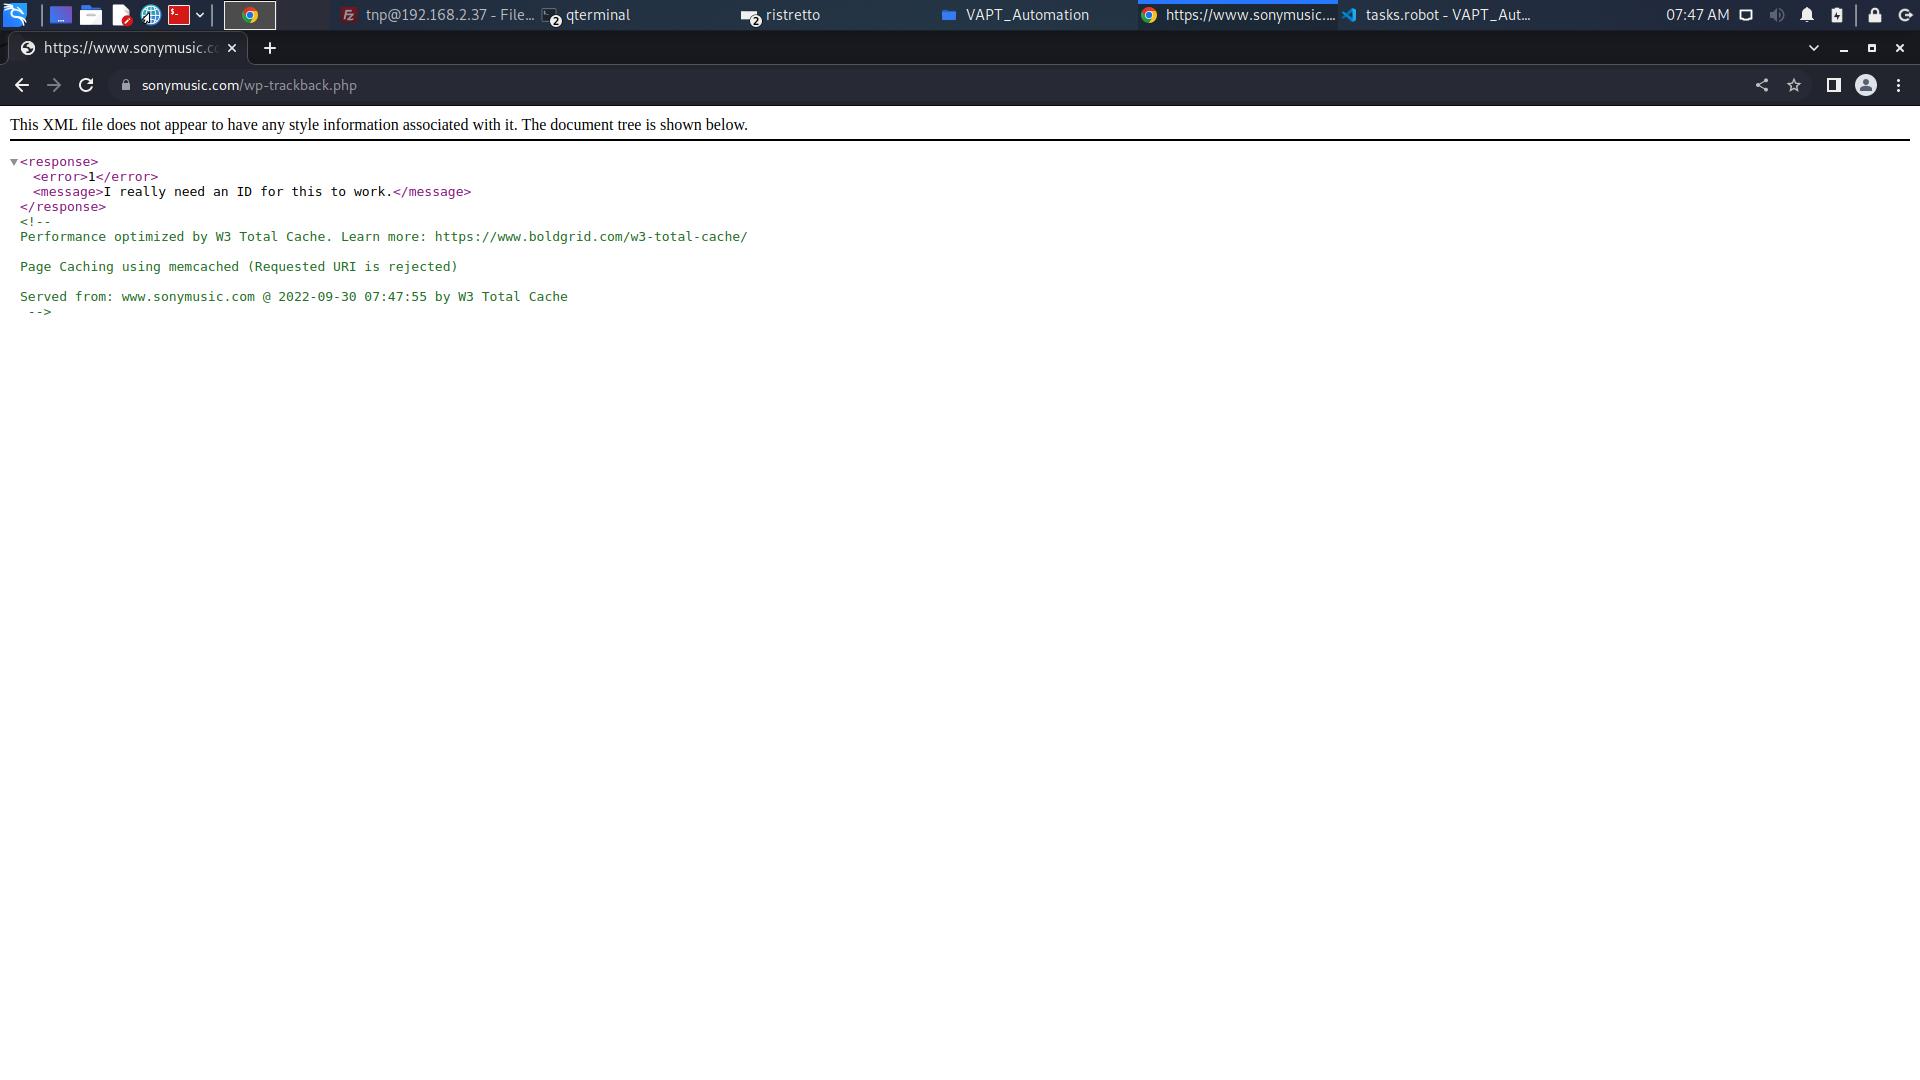 tnp@192.168.2.37 - File...
2
qterminal
2
ristretto
VAPT_Automation
https://www.sonymusic....
tasks.robot - VAPT_Aut...
07:47 AM
https://www.sonymusic.co
sonymusic.com/wp-trackback.php
This XML file does not appear to have any style information associated with it. The document tree is shown below.
<response>
<error>1</error>
<message>I really need an ID for this to work.</message>
</response>
<!--
Performance optimized by W3 Total Cache. Learn more: https://www.boldgrid.com/w3-total-cache/
Page Caching using memcached (Requested URI is rejected)
Served from: www.sonymusic.com @ 2022-09-30 07:47:55 by W3 Total Cache
-->